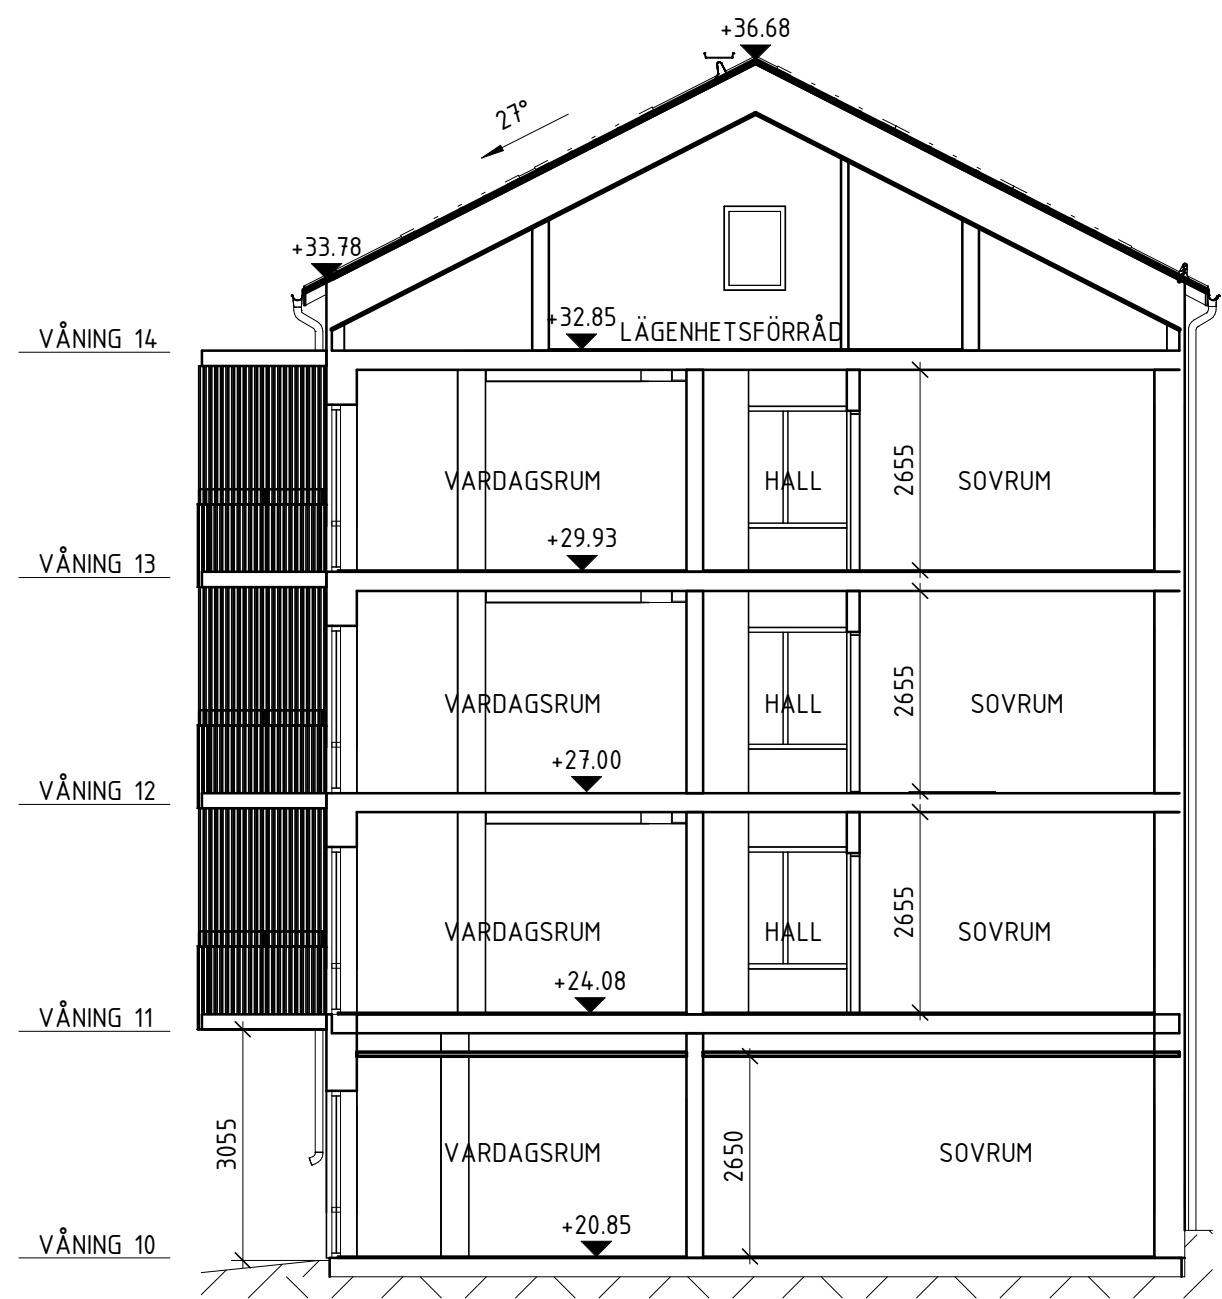 +36.68
27°
+33.78
+32.85
LÄGENHETSFÖRRÅD
VÅNING 14
VARDAGSRUM
HALL
2655
SOVRUM
+29.93
VÅNING 13
VARDAGSRUM
HALL
2655
SOVRUM
+27.00
VÅNING 12
VARDAGSRUM
HALL
2655
SOVRUM
+24.08
VÅNING 11
3055
VARDAGSRUM
2650
SOVRUM
+20.85
VÅNING 10